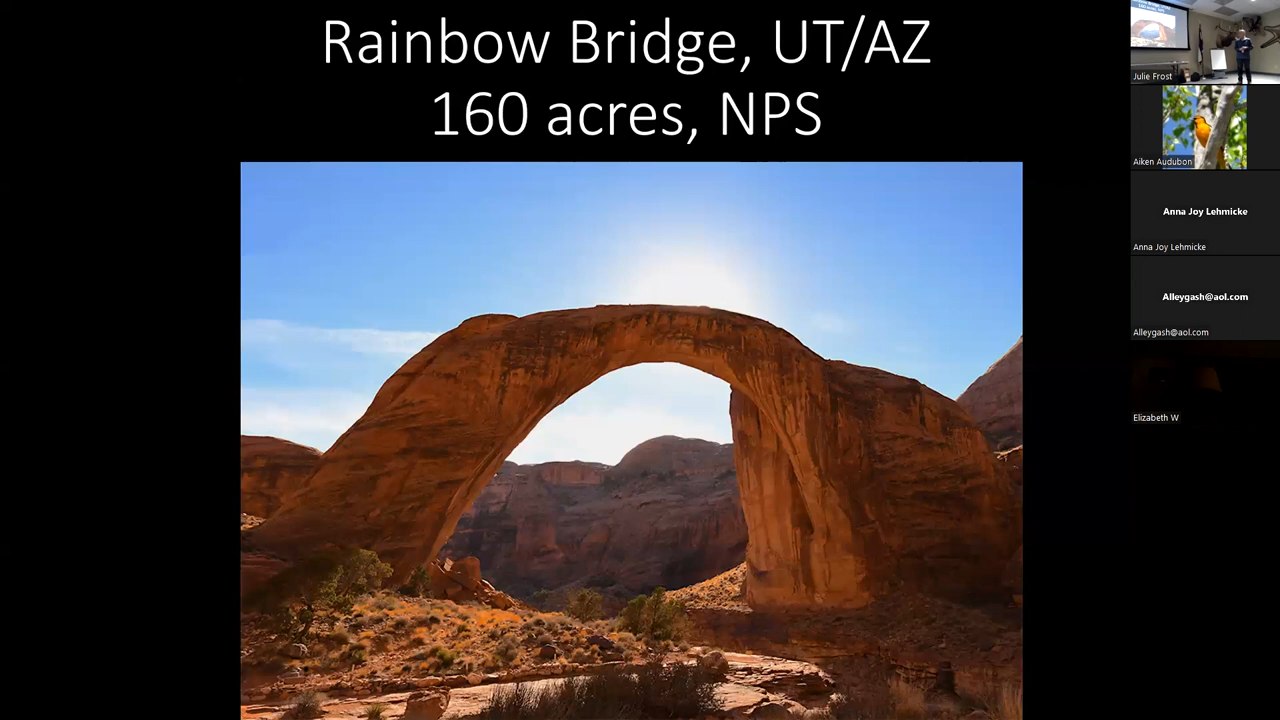 Rainbow Bridge, UT/AZ
160 acres, NPS
Julie Frost
Aiken Audubon
Anna Joy Lehmicke
Anna Joy Lehmicke
Alleygash@aol.com
Alleygash@aol.com
Elizabeth W